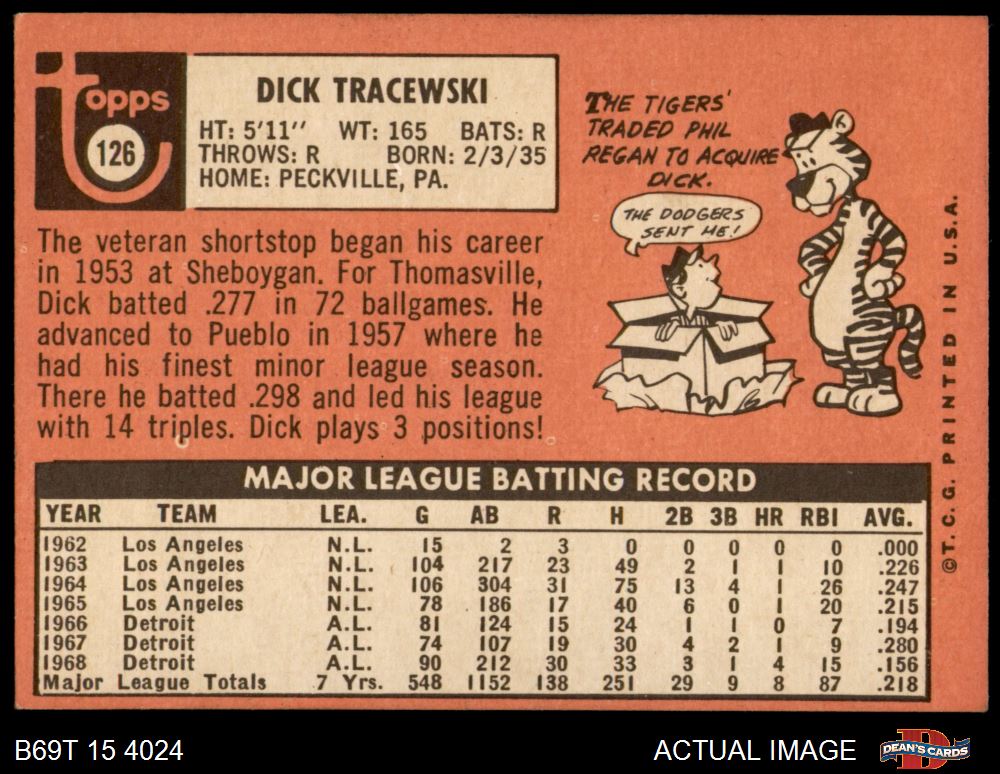 Topps
126
DICK TRACEWSKI
HT: 5'11" WT: 165 BATS: R
THROWS: R BORN: 2/3/35
HOME: PECKVILLE, PA.
THE TIGERS'
TRADED PHIL
REGAN TO ACQUIRE
DICK.
THE DODGERS
SENT ME!
The veteran shortstop began his career
in 1953 at Sheboygan. For Thomasville,
Dick batted .277 in 72 ballgames. He
advanced to Pueblo in 1957 where he
had his finest minor league season.
There he batted .298 and led his league
with 14 triples. Dick plays 3 positions!
MAJOR LEAGUE BATTING RECORD
YEAR TEAM LEA. G AB R H 2B 3B HR RBI AVG.
1962 Los Angeles N.L. 15 2 3 0 0 0 0 0 .000
1963 Los Angeles N.L. 104 217 23 49 2 1 1 10 .226
1964 Los Angeles N.L. 106 304 31 75 13 4 1 26 .247
1965 Los Angeles N.L. 78 186 17 40 6 0 1 20 .215
1966 Detroit A.L. 81 124 15 24 1 1 0 7 .194
1967 Detroit A.L. 74 107 19 30 4 2 1 9 .280
1968 Detroit A.L. 90 212 30 33 3 1 4 15 .156
Major League Totals 7 Yrs. 548 1152 138 251 29 9 8 87 .218
©T.C.G. PRINTED IN U.S.A.
B69T 15 4024
ACTUAL IMAGE
D
DEAN'S CARDS